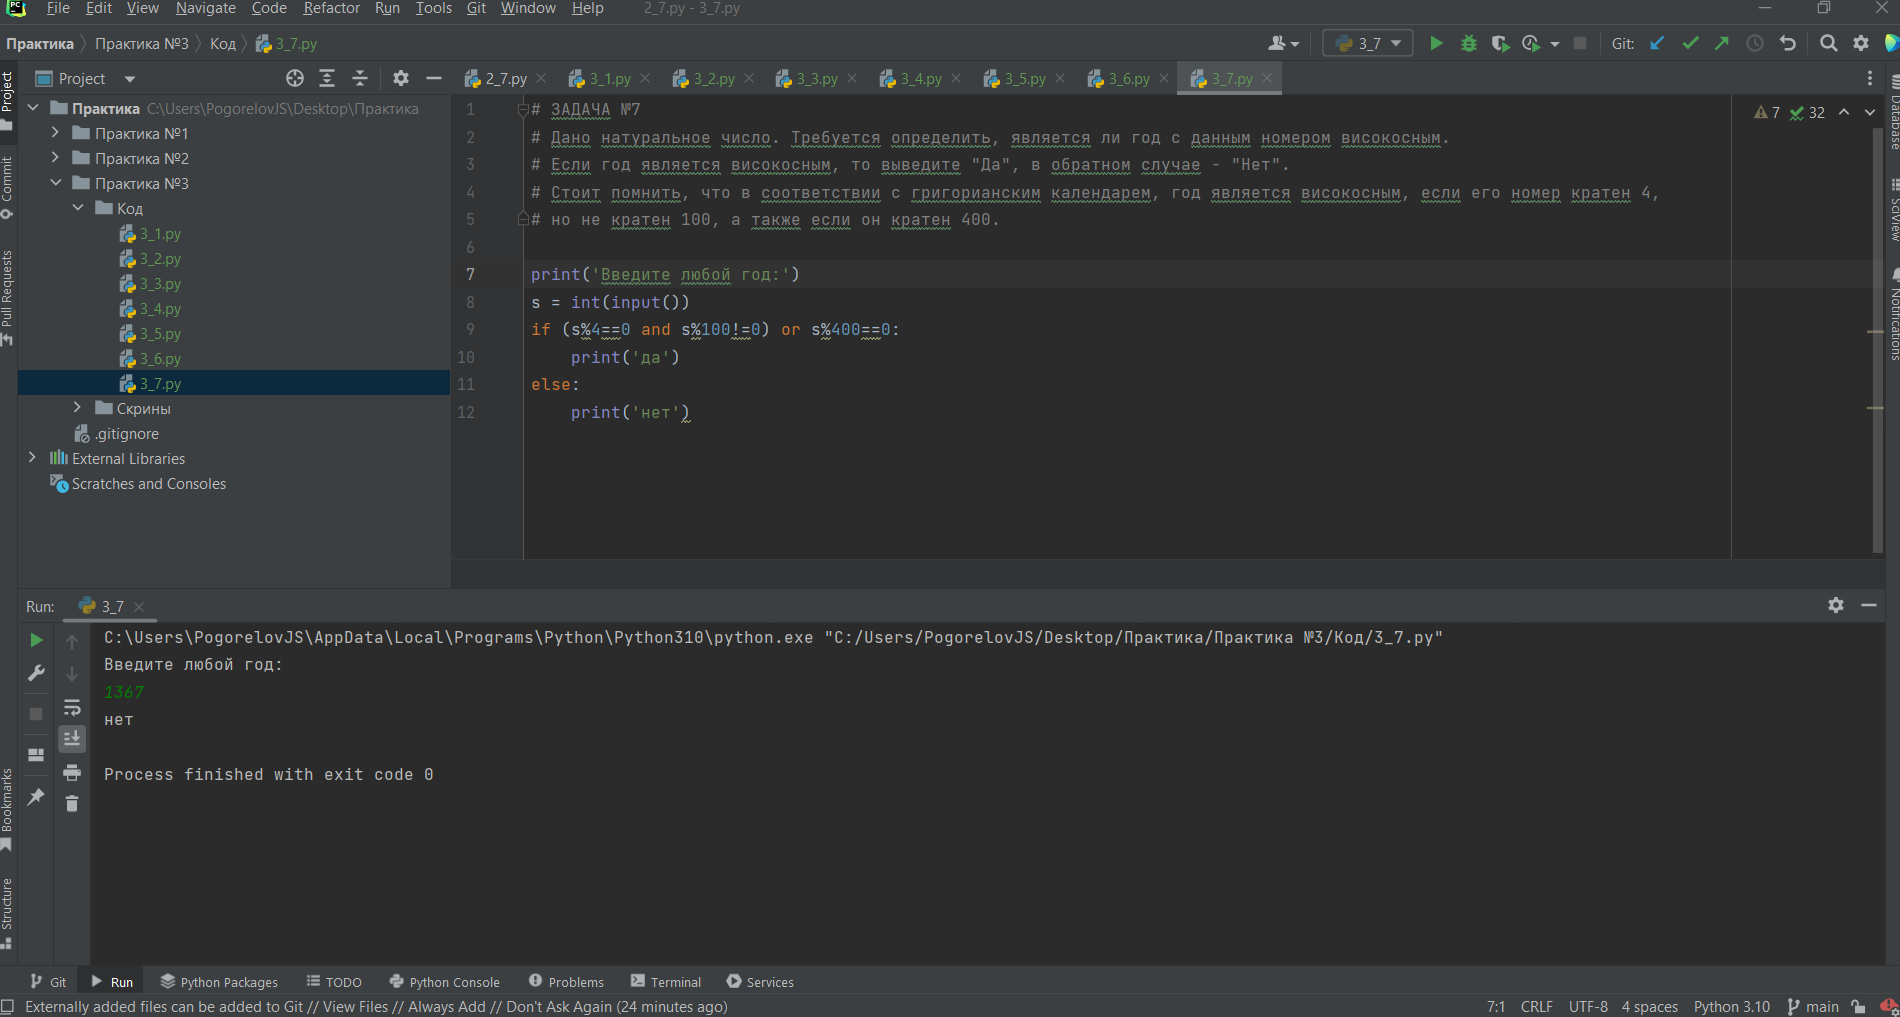 File Edit View Navigate Code Refactor Run Tools Git Window Help 2_7.py - 3_7.py
Практика Практика №3 Код 3_7.py 3_7 Git:
Project 2_7.py 3_1.py 3_2.py 3_3.py 3_4.py 3_5.py 3_6.py 3_7.py
Практика C:\Users\PogorelovJS\Desktop\Практика
Практика №1
Практика №2
Практика №3
Код
3_1.py
3_2.py
3_3.py
3_4.py
3_5.py
3_6.py
3_7.py
Скрины
.gitignore
External Libraries
Scratches and Consoles
7 32
1 # ЗАДАЧА №7
2 # Дано натуральное число. Требуется определить, является ли год с данным номером високосным.
3 # Если год является високосным, то выведите "Да", в обратном случае - "Нет".
4 # Стоит помнить, что в соответствии с григорианским календарем, год является високосным, если его номер кратен 4,
5 # но не кратен 100, а также если он кратен 400.
6
7 print('Введите любой год:')
8 s = int(input())
9 if (s%4==0 and s%100!=0) or s%400==0:
10 print('да')
11 else:
12 print('нет')
Project
Commit
Pull Requests
Bookmarks
Structure
Database
SciView
Notifications
Run: 3_7
C:\Users\PogorelovJS\AppData\Local\Programs\Python\Python310\python.exe "C:/Users/PogorelovJS/Desktop/Практика/Практика №3/Код/3_7.py"
Введите любой год:
1367
нет
Process finished with exit code 0
Git Run Python Packages TODO Python Console Problems Terminal Services
Externally added files can be added to Git // View Files // Always Add // Don't Ask Again (24 minutes ago) 7:1 CRLF UTF-8 4 spaces Python 3.10 main